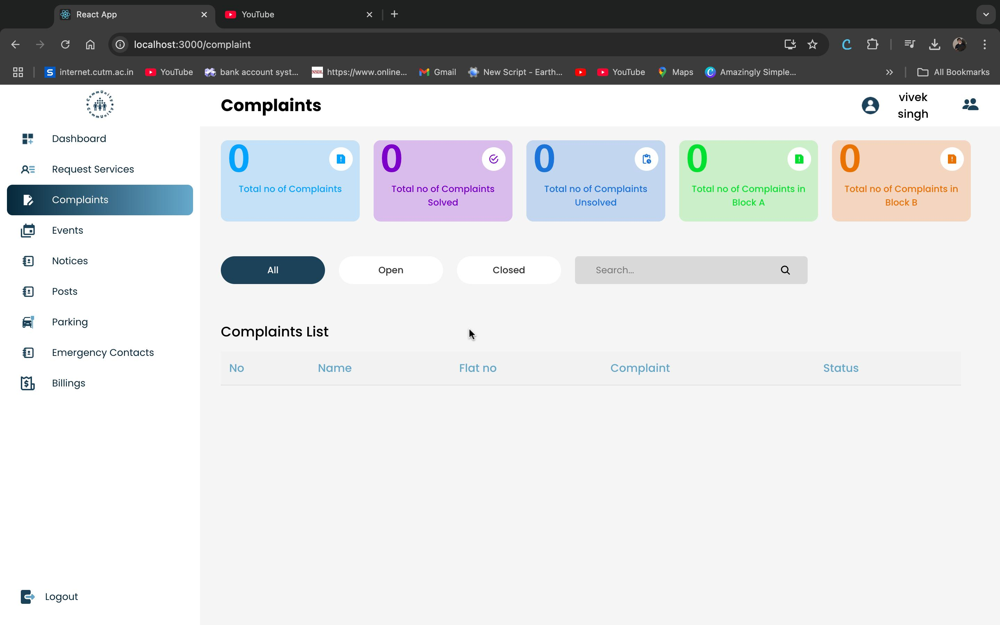 React App
YouTube
localhost:3000/complaint
internet.cutm.ac.in
YouTube
bank account syst...
NSDL
https://www.online...
Gmail
New Script - Earth...
YouTube
Maps
Amazingly Simple...
All Bookmarks
CommUnity
CommUnity
Complaints
vivek
singh
Dashboard
Request Services
Complaints
Events
Notices
Posts
Parking
Emergency Contacts
Billings
Logout
0
Total no of Complaints
0
Total no of Complaints
Solved
0
Total no of Complaints
Unsolved
0
Total no of Complaints in
Block A
0
Total no of Complaints in
Block B
All
Open
Closed
Search...
Complaints List
No Name Flat no Complaint Status